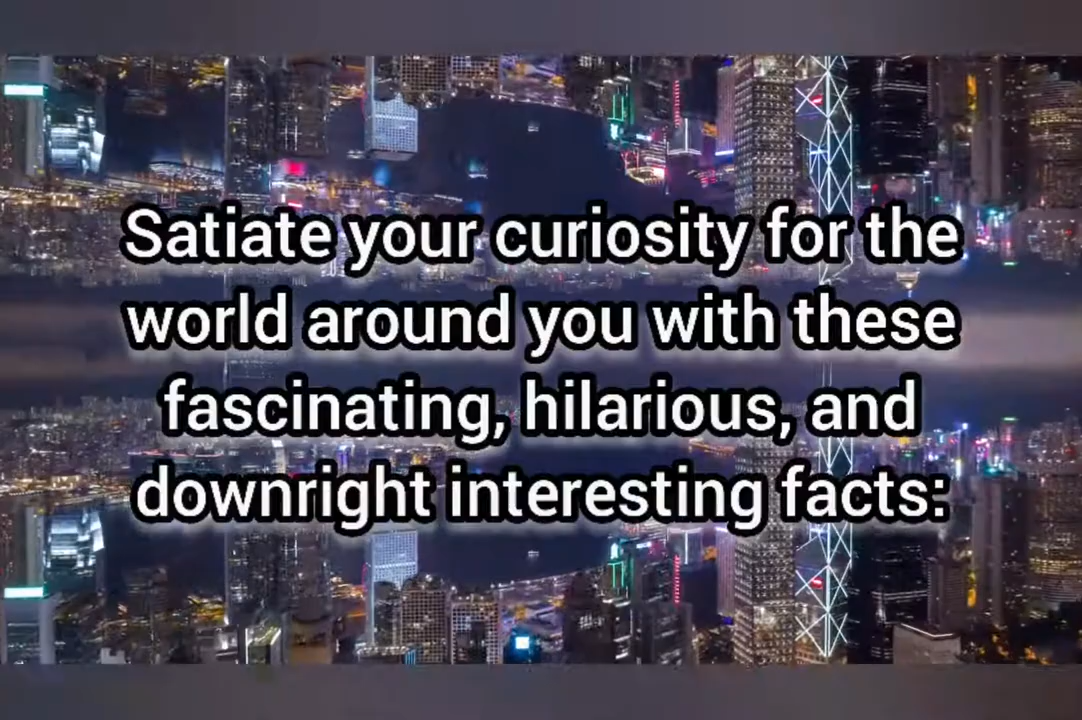 Satiate your curiosity for the
world around you with these
fascinating, hilarious, and
downright interesting facts: